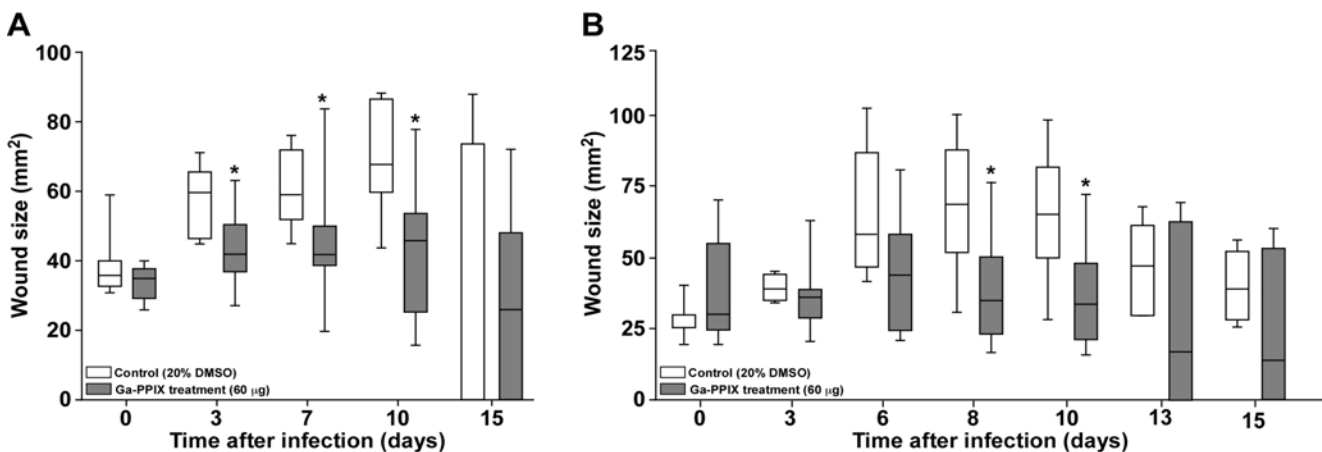 A
Wound size (mm²)
100
80
60
40
20
0
*
*
*
Control (20% DMSO)
Ga-PPIX treatment (60 µg)
0 3 7 10 15
Time after infection (days)
B
Wound size (mm²)
125
100
75
50
25
0
*
*
Control (20% DMSO)
Ga-PPIX treatment (60 µg)
0 3 6 8 10 13 15
Time after infection (days)